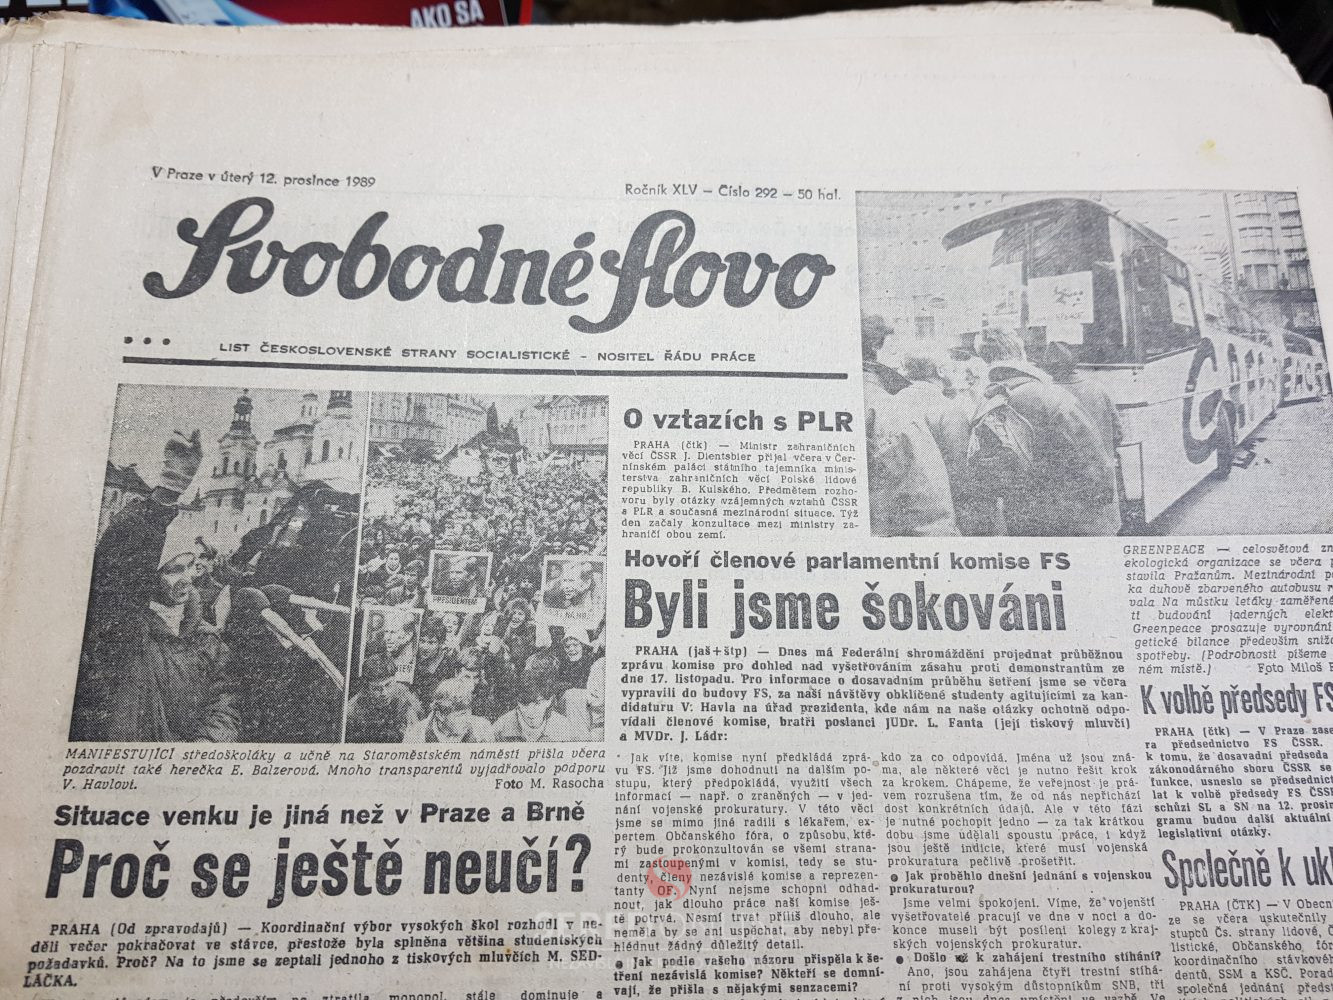 AKO SA
V Praze v úterý 12. prosince 1989
Ročník XLV – Číslo 292 – 50 hal.
Svobodné slovo
LIST ČESKOSLOVENSKÉ STRANY SOCIALISTICKÉ – NOSITEL ŘÁDU PRÁCE
MANIFESTUJÍCÍ středoškoláky a učně na Staroměstském náměstí přišla včera
pozdravit také herečka E. Balzerová. Mnoho transparentů vyjadřovalo podporu
V. Havlovi. Foto M. Rasocha
Situace venku je jiná než v Praze a Brně
Proč se ještě neučí?
PRAHA (Od zpravodajů) — Koordinační výbor vysokých škol rozhodl v ne-
děli večer pokračovat ve stávce, přestože byla splněna většina studentských
požadavků. Proč? Na to jsme se zeptali jednoho z tiskových mluvčích M. SED-
LÁČKA.
O vztazích s PLR
PRAHA (čtk) — Ministr zahraničních
věcí ČSSR J. Dientsbier přijal včera v Čer-
nínském paláci státního tajemníka minis-
terstva zahraničních věcí Polské lidové
republiky B. Kulského. Předmětem rozho-
voru byly otázky vzájemných vztahů ČSSR
a PLR a současná mezinárodní situace. Týž
den začaly konzultace mezi ministry za-
hraničí obou zemí.
Hovoří členové parlamentní komise FS
Byli jsme šokováni
PRAHA (jaš+štp) — Dnes má Federální shromáždění projednat průběžnou
zprávu komise pro dohled nad vyšetřováním zásahu proti demonstrantům ze
dne 17. listopadu. Pro informace o dosavadním průběhu šetření jsme se včera
vypravili do budovy FS, za naší návštěvy obklíčené studenty agitujícími za kan-
didaturu V. Havla na úřad prezidenta, kde nám na naše otázky ochotně odpo-
vídali členové komise, bratři poslanci JUDr. L. Fanta (její tiskový mluvčí)
a MVDr. J. Ládr:
Jak víte, komise nyní předkládá zprá-
vu FS. Již jsme dohodnuti na dalším po-
stupu, který předpokládá, využití všech
informací — např. o zraněných — v jed-
nání vojenské prokuratury. V této věci
jsme se mimo jiné radili s lékařem, ex-
pertem Občanského fóra, o způsobu, kte-
rý bude prokonzultován se všemi strana-
mi zastoupenými v komisi, tedy se stu-
denty, členy nezávislé komise a reprezen-
tanty OF. Nyní nejsme schopni odhad-
nout, jak dlouho práce naší komise ješ-
tě potrvá. Nesmí trvat příliš dlouho, ale
neměla by se ani uspěchat, aby nebyl pře-
hlédnut žádný důležitý detail.
● Jak podle vašeho názoru přispěla k še-
tření nezávislá komise? Někteří se domní-
vají, že přišla s nějakými senzacemi?
kdo za co odpovídá. Jména už jsou zná-
ma, ale některé věci je nutno řešit krok
za krokem. Chápeme, že veřejnost je prá-
vem rozrušena tím, že od nás nepřichází
dost konkrétních údajů. Ale v této fázi
je nutné pochopit jedno — za tak krátkou
dobu jsme udělali spoustu práce, i když
jsou ještě indicie, které musí vojenská
prokuratura pečlivě prošetřit.
● Jak proběhlo dnešní jednání s vojenskou
prokuraturou?
Jsme velmi spokojeni. Víme, že vojenští
vyšetřovatelé pracují ve dne v noci a do-
konce museli být posíleni kolegy z kraj-
ských vojenských prokuratur.
● Došlo už k zahájení trestního stíhání?
Ano, jsou zahájena čtyři trestní stíhá-
ní proti vysokým důstojníkům SNB, tři
GREENPEACE — celosvětová
ekologická organizace se včera
stavila Pražanům. Mezinárodní
ka duhově zbarveného autobusu
vala Na můstku letáky zaměřené
ti budování jaderných
Greenpeace prosazuje vyrovnání
getické bilance především
spotřeby. (Podrobnosti píšeme
ném místě.) Foto Miloš
K volbě předsedy FS
PRAHA (čtk) — V Praze
ra předsednictvo FS ČSSR.
k tomu, že dosavadní předseda
zákonodárného sboru ČSSR se
funkce, usneslo se
lat k volbě předsedy FS ČSSR
schůzi SL a SN na 12.
gramu budou další aktuální
legislativní otázky.
Společně k
PRAHA (ČTK) — V
ze se včera uskutečnily
stupců Čs. strany lidové,
listické, Občanského
koordinačního stávkového
dentů, SSM a KSČ.
společná jednání